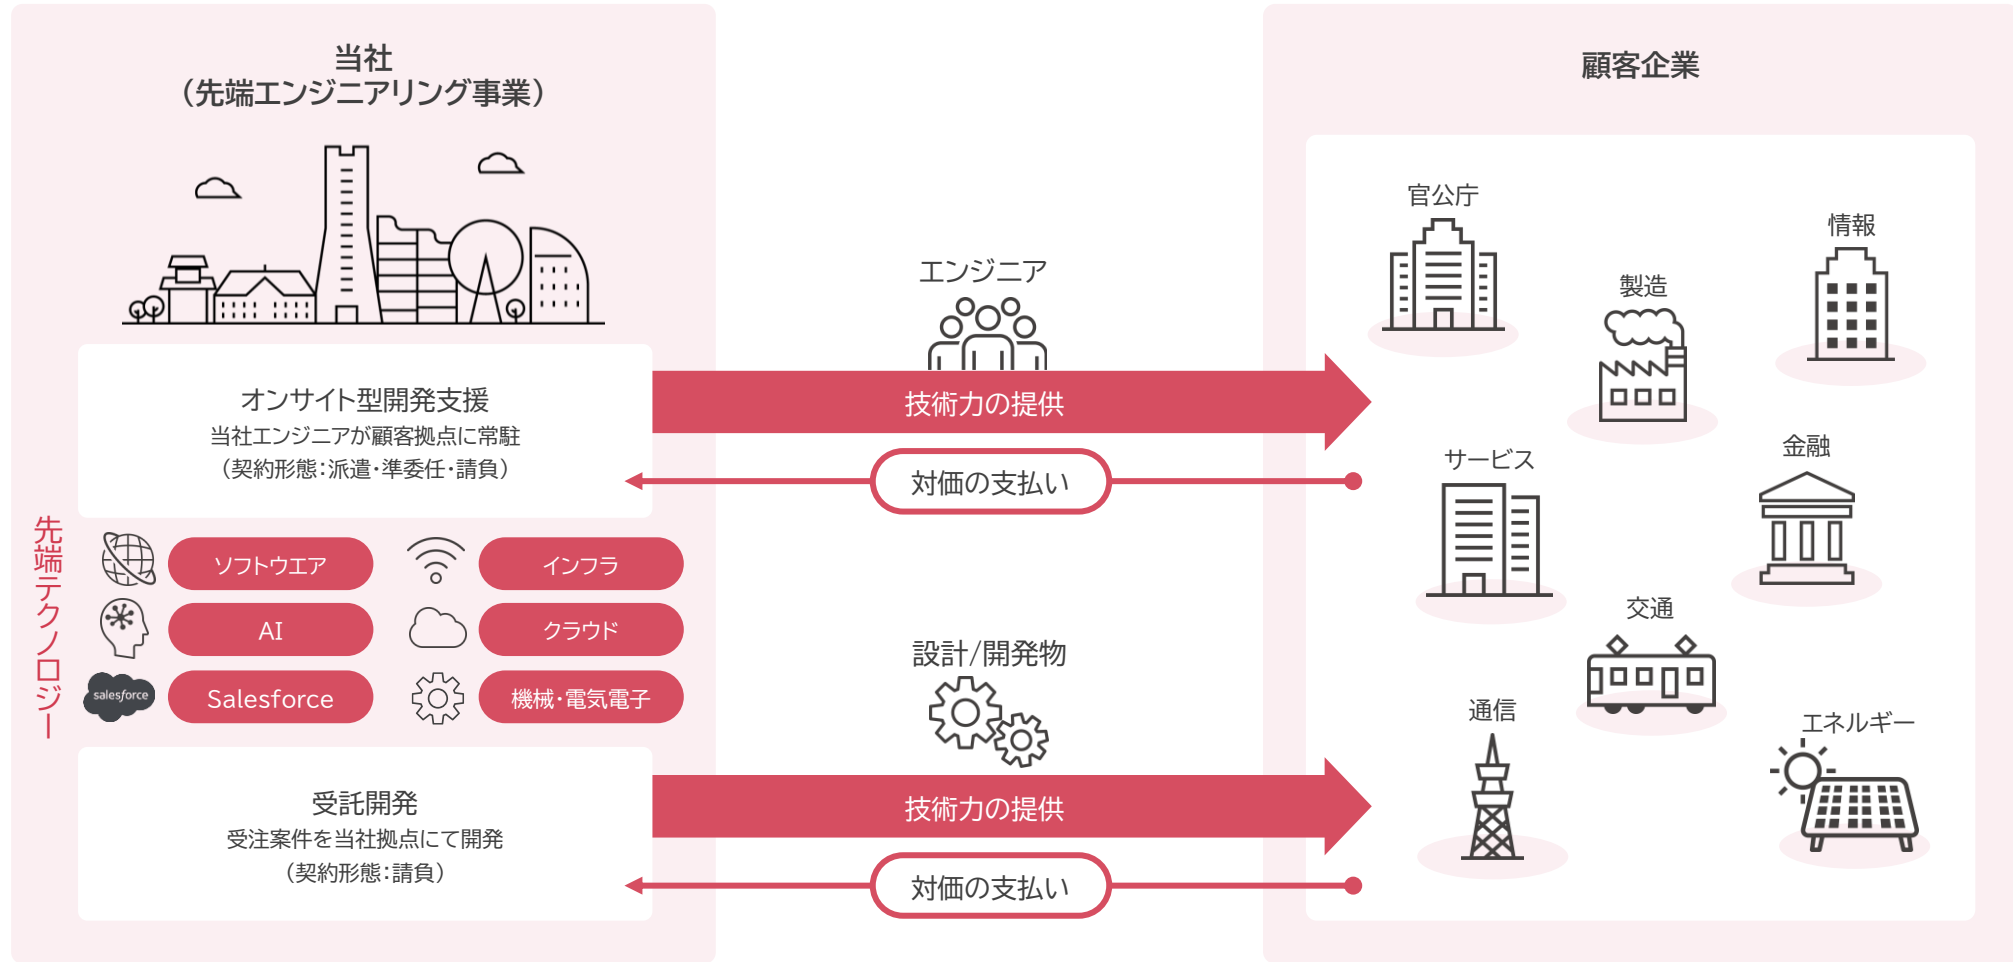 当社
（先端エンジニアリング事業）
オンサイト型開発支援
当社エンジニアが顧客拠点に常駐
（契約形態：派遣・準委任・請負）
先端テクノロジー
ソフトウエア
インフラ
AI
クラウド
salesforce
Salesforce
機械・電気電子
受託開発
受注案件を当社拠点にて開発
（契約形態：請負）
エンジニア
技術力の提供
対価の支払い
設計/開発物
技術力の提供
対価の支払い
顧客企業
官公庁
情報
製造
サービス
金融
交通
通信
エネルギー